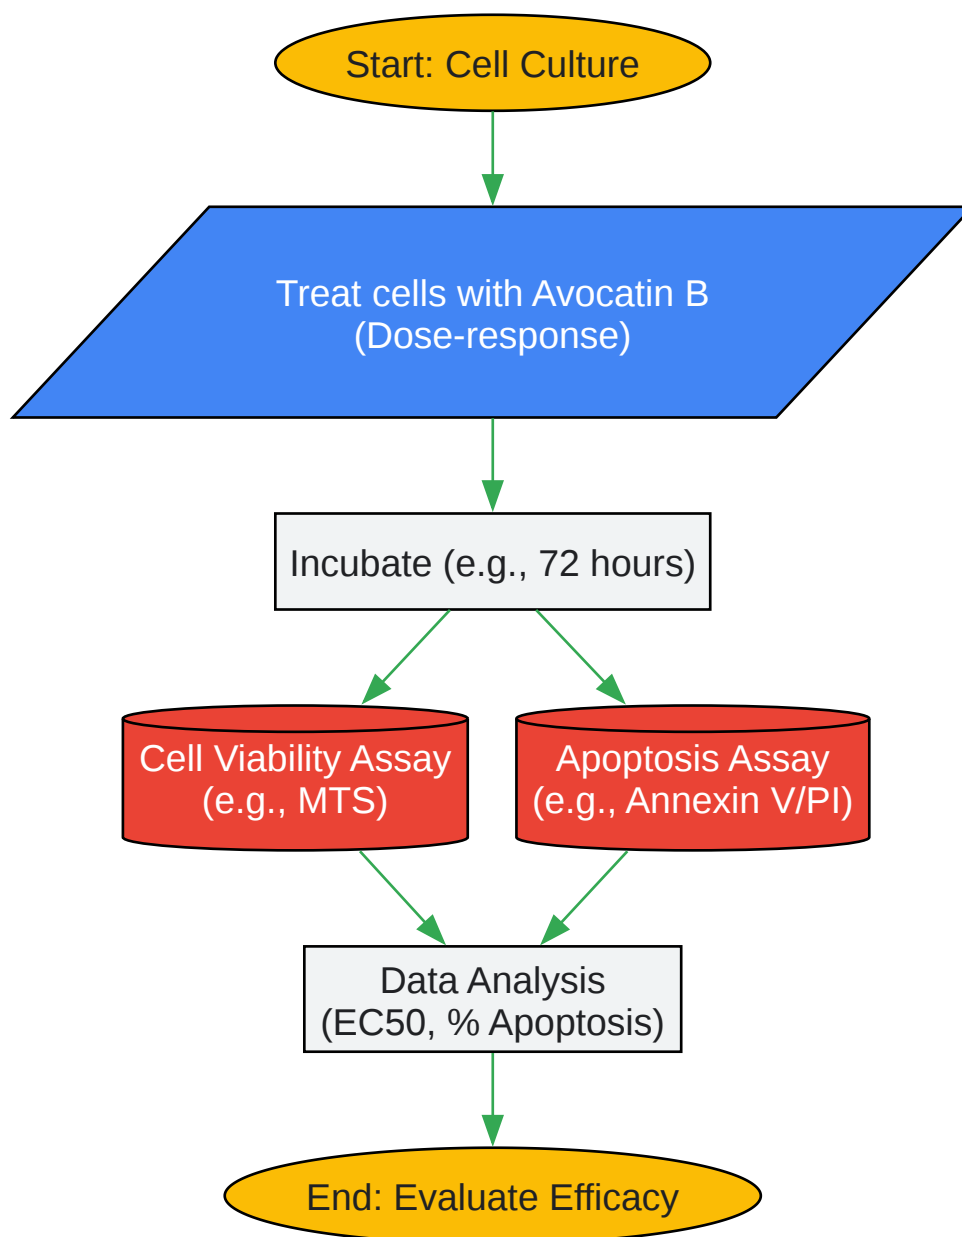 Start: Cell Culture
Treat cells with Avocatin B
(Dose-response)
Incubate (e.g., 72 hours)
Cell Viability Assay
(e.g., MTS)
Apoptosis Assay
(e.g., Annexin V/PI)
Data Analysis
(EC50, % Apoptosis)
End: Evaluate Efficacy